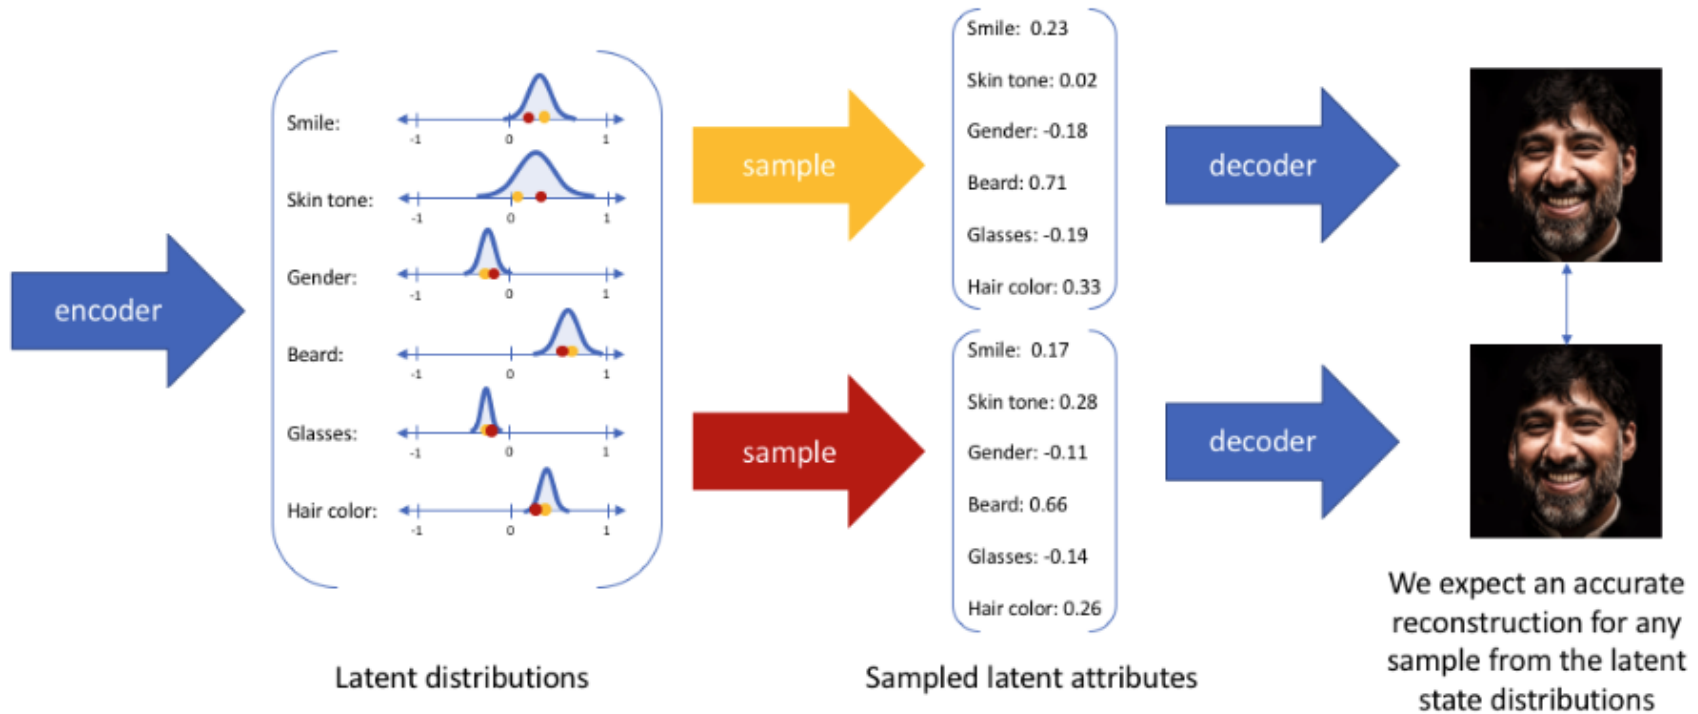 encoder
Smile:
-1 0 1
Skin tone:
-1 0 1
Gender:
-1 0 1
Beard:
-1 0 1
Glasses:
-1 0 1
Hair color:
-1 0 1
Latent distributions
sample
sample
Smile: 0.23
Skin tone: 0.02
Gender: -0.18
Beard: 0.71
Glasses: -0.19
Hair color: 0.33
Smile: 0.17
Skin tone: 0.28
Gender: -0.11
Beard: 0.66
Glasses: -0.14
Hair color: 0.26
Sampled latent attributes
decoder
decoder
We expect an accurate
reconstruction for any
sample from the latent
state distributions